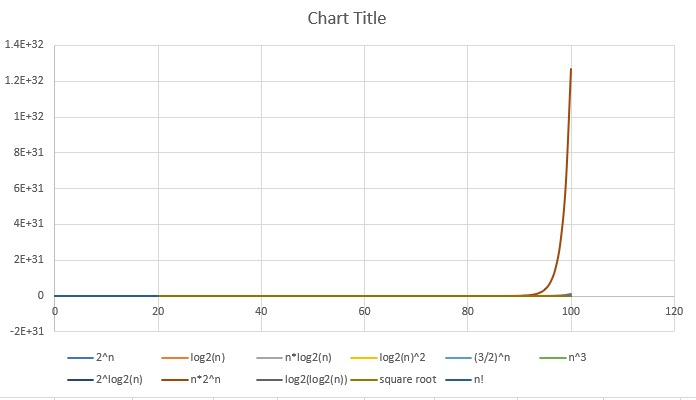 Chart Title
1.4E+32
1.2E+32
1E+32
8E+31
6E+31
4E+31
2E+31
0
-2E+31
0 20 40 60 80 100 120
2^n log2(n) n*log2(n) log2(n)^2 (3/2)^n n^3
2^log2(n) n*2^n log2(log2(n)) square root n!